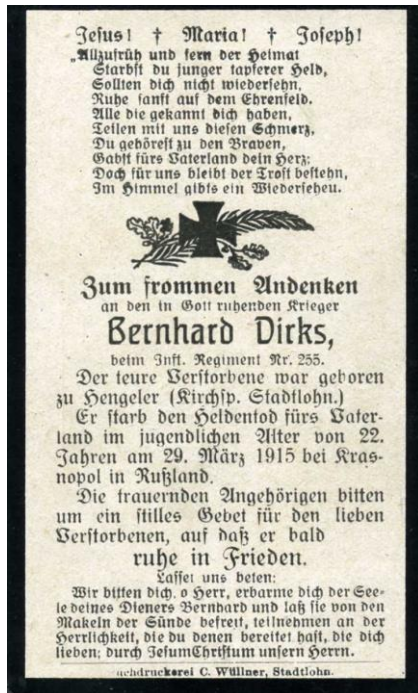 Jesus! † Maria! † Joseph!
„Allzufrüh und fern der Heimat
Starbst du junger tapferer Held,
Sollten dich nicht wiedersehn,
Ruhe sanft auf dem Ehrenfeld.
Alle die gekannt dich haben,
Teilen mit uns diesen Schmerz,
Du gehörest zu den Braven,
Gabst fürs Vaterland dein Herz;
Doch für uns bleibt der Trost bestehn,
Im Himmel gibts ein Wiederseheu.
Zum frommen Andenken
an den in Gott ruhenden Krieger
Bernhard Dirks,
beim Inft. Regiment Nr. 255.
Der teure Verstorbene war geboren
zu Hengeler (Kirchsp. Stadtlohn.)
Er starb den Heldentod fürs Vater-
land im jugendlichen Alter von 22.
Jahren am 29. März 1915 bei Kras-
nopol in Rußland.
Die trauernden Angehörigen bitten
um ein stilles Gebet für den lieben
Verstorbenen, auf daß er bald
ruhe in Frieden.
Lasset uns beten:
Wir bitten dich, o Herr, erbarme dich der See-
le deines Dieners Bernhard und laß sie von den
Makeln der Sünde befreit, teilnehmen an der
Herrlichkeit, die du denen bereitet hast, die dich
lieben; durch Jesum Christum unsern Herrn.
uchdruckerei C. Wüllner, Stadtlohn.